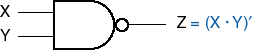 X
Y
Z = (X · Y)′